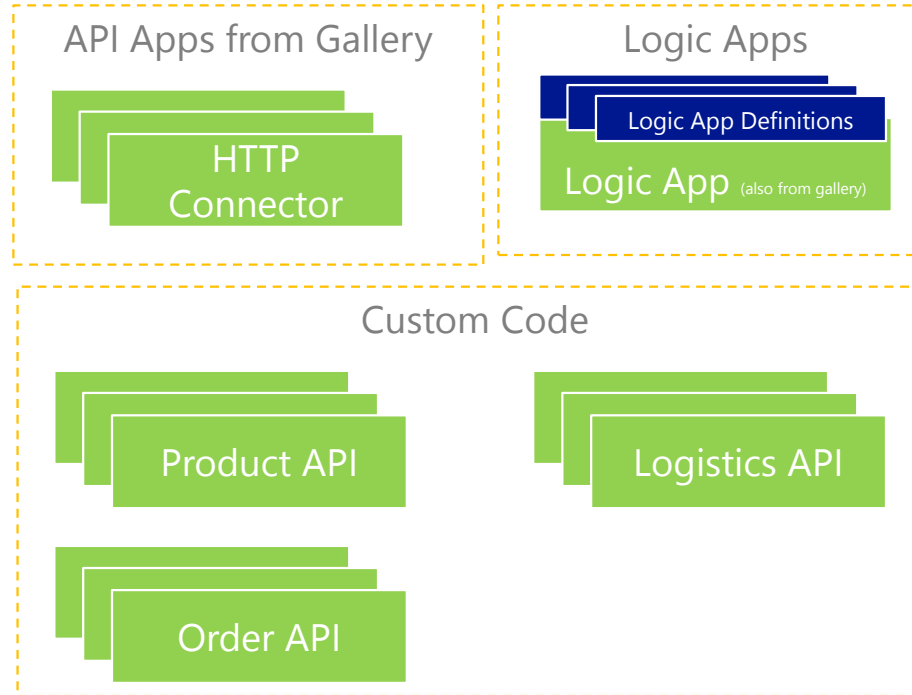 API Apps from Gallery
HTTP
Connector
Logic Apps
Logic App Definitions
Logic App (also from gallery)
Custom Code
Product API
Logistics API
Order API